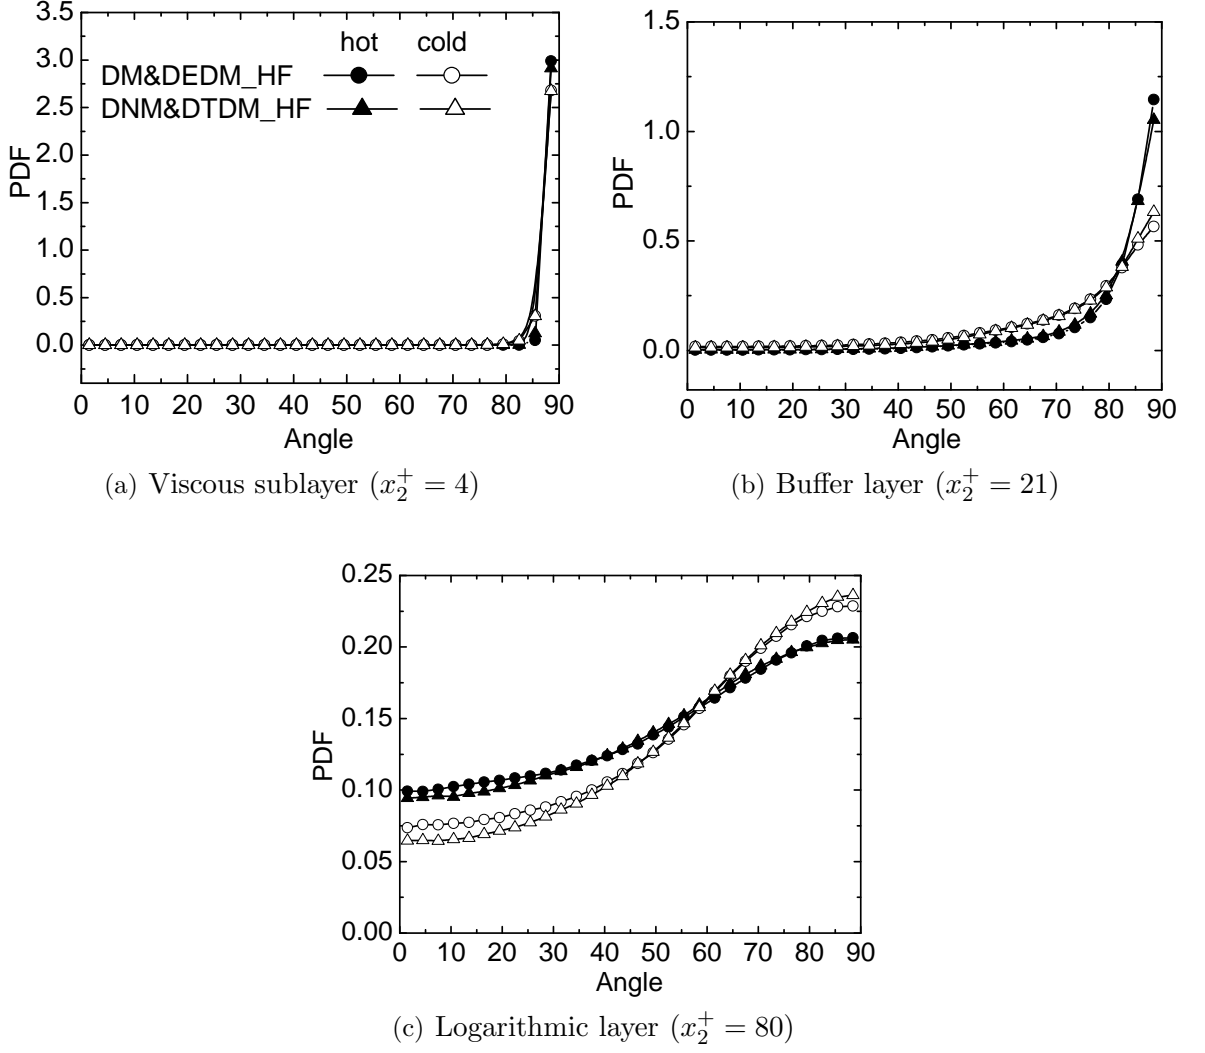 3.5
3.0
2.5
2.0
1.5
1.0
0.5
0.0
PDF
hot cold
DM&DEDM_HF
DNM&DTDM_HF
0 10 20 30 40 50 60 70 80 90
Angle
(a) Viscous sublayer (x₂⁺ = 4)
1.5
1.0
0.5
0.0
PDF
0 10 20 30 40 50 60 70 80 90
Angle
(b) Buffer layer (x₂⁺ = 21)
0.25
0.20
0.15
0.10
0.05
0.00
PDF
0 10 20 30 40 50 60 70 80 90
Angle
(c) Logarithmic layer (x₂⁺ = 80)